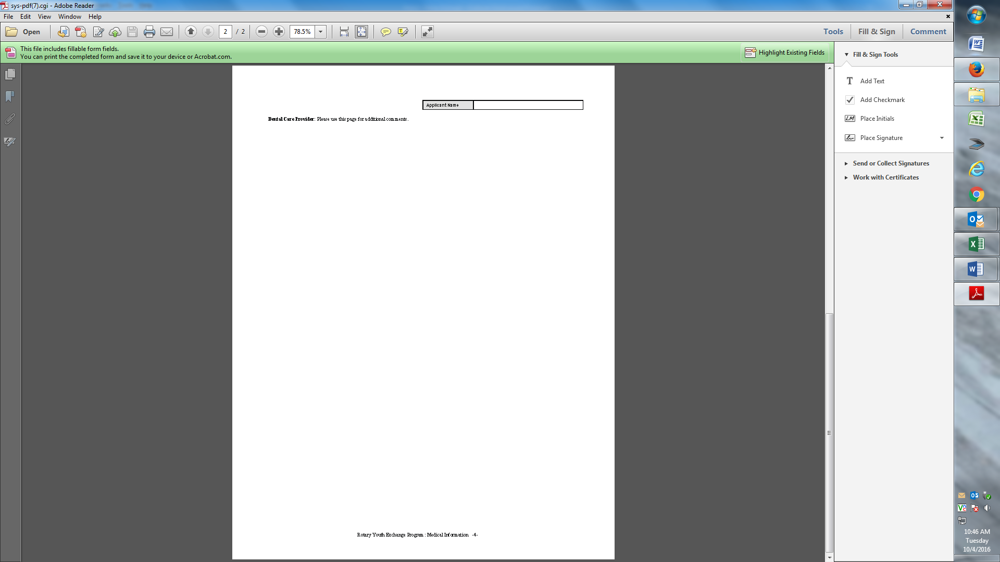 sys-pdf(7).cgi - Adobe Reader
File Edit View Window Help
Open 2 / 2 78.5% Tools Fill & Sign Comment
This file includes fillable form fields.
You can print the completed form and save it to your device or Acrobat.com.
Highlight Existing Fields
Applicant Name
Dental Care Provider: Please use this page for additional comments.
Rotary Youth Exchange Program : Medical Information -4-
Fill & Sign Tools
Add Text
Add Checkmark
Place Initials
Place Signature
Send or Collect Signatures
Work with Certificates
10:46 AM
Tuesday
10/4/2016